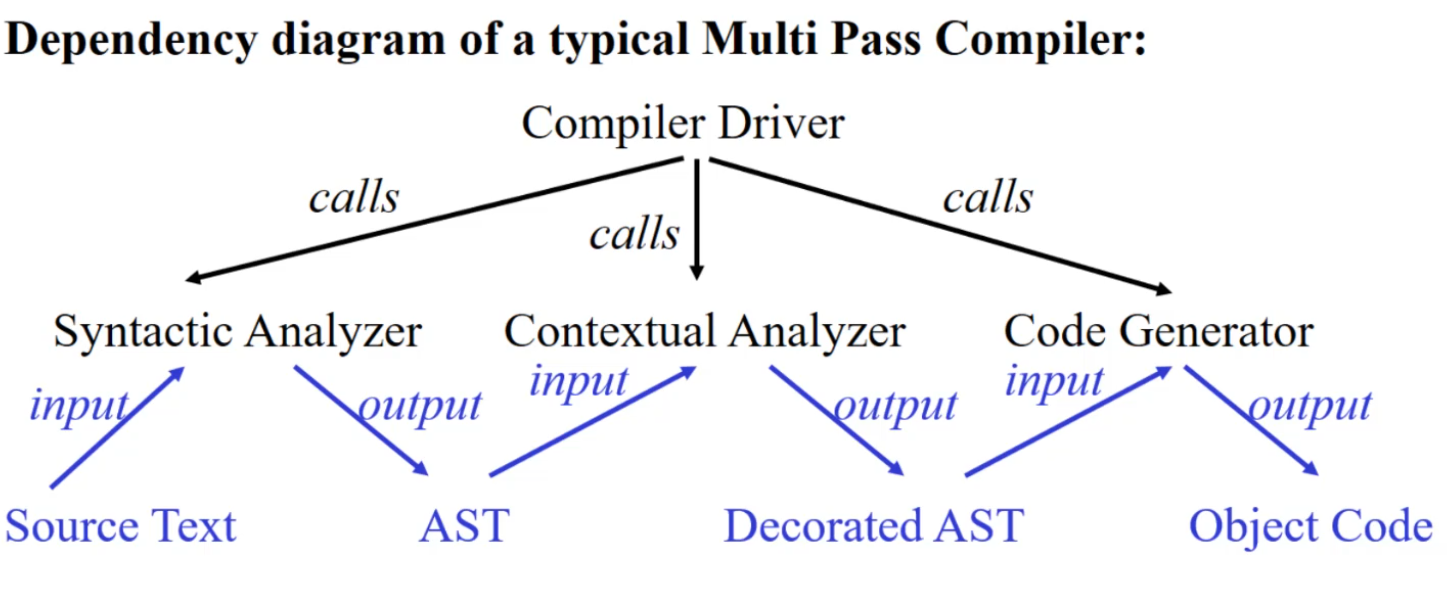 Dependency diagram of a typical Multi Pass Compiler:
Compiler Driver
calls
calls
calls
Syntactic Analyzer
Contextual Analyzer
Code Generator
input
output
input
output
input
output
Source Text
AST
Decorated AST
Object Code